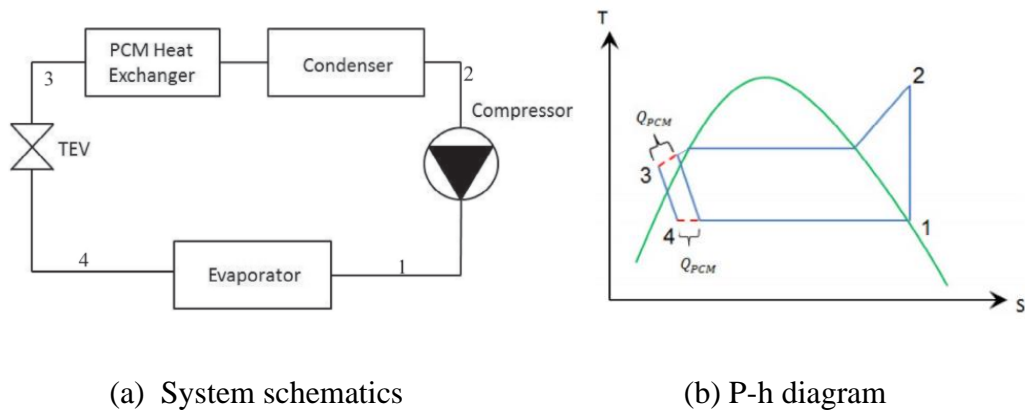 PCM Heat
Exchanger
Condenser
3
2
Compressor
TEV
4
Evaporator
1
T
2
Q_PCM
3
4
Q_PCM
1
s
(a) System schematics
(b) P-h diagram